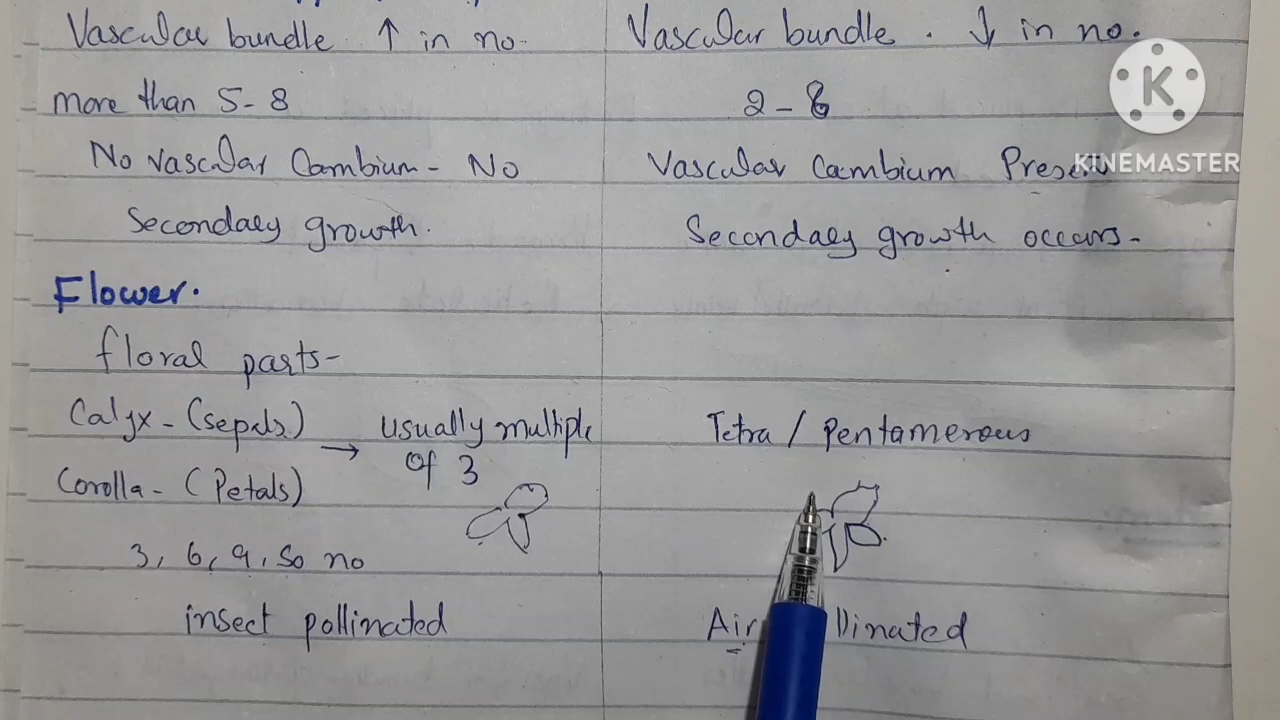 Vascular bundle ↑ in no.
more than 5-8
No vascular Cambium - No
Secondary growth.
Flower.
floral parts-
Calyx - (sepals) → usually multiple
of 3
Corolla - (Petals)
3, 6, 9, so no
insect pollinated
Vascular bundle. ↓ in no.
2-6
Vascular Cambium Present
Secondary growth occurs-
Tetra / Pentamerous
Air llinated
K
KINEMASTER